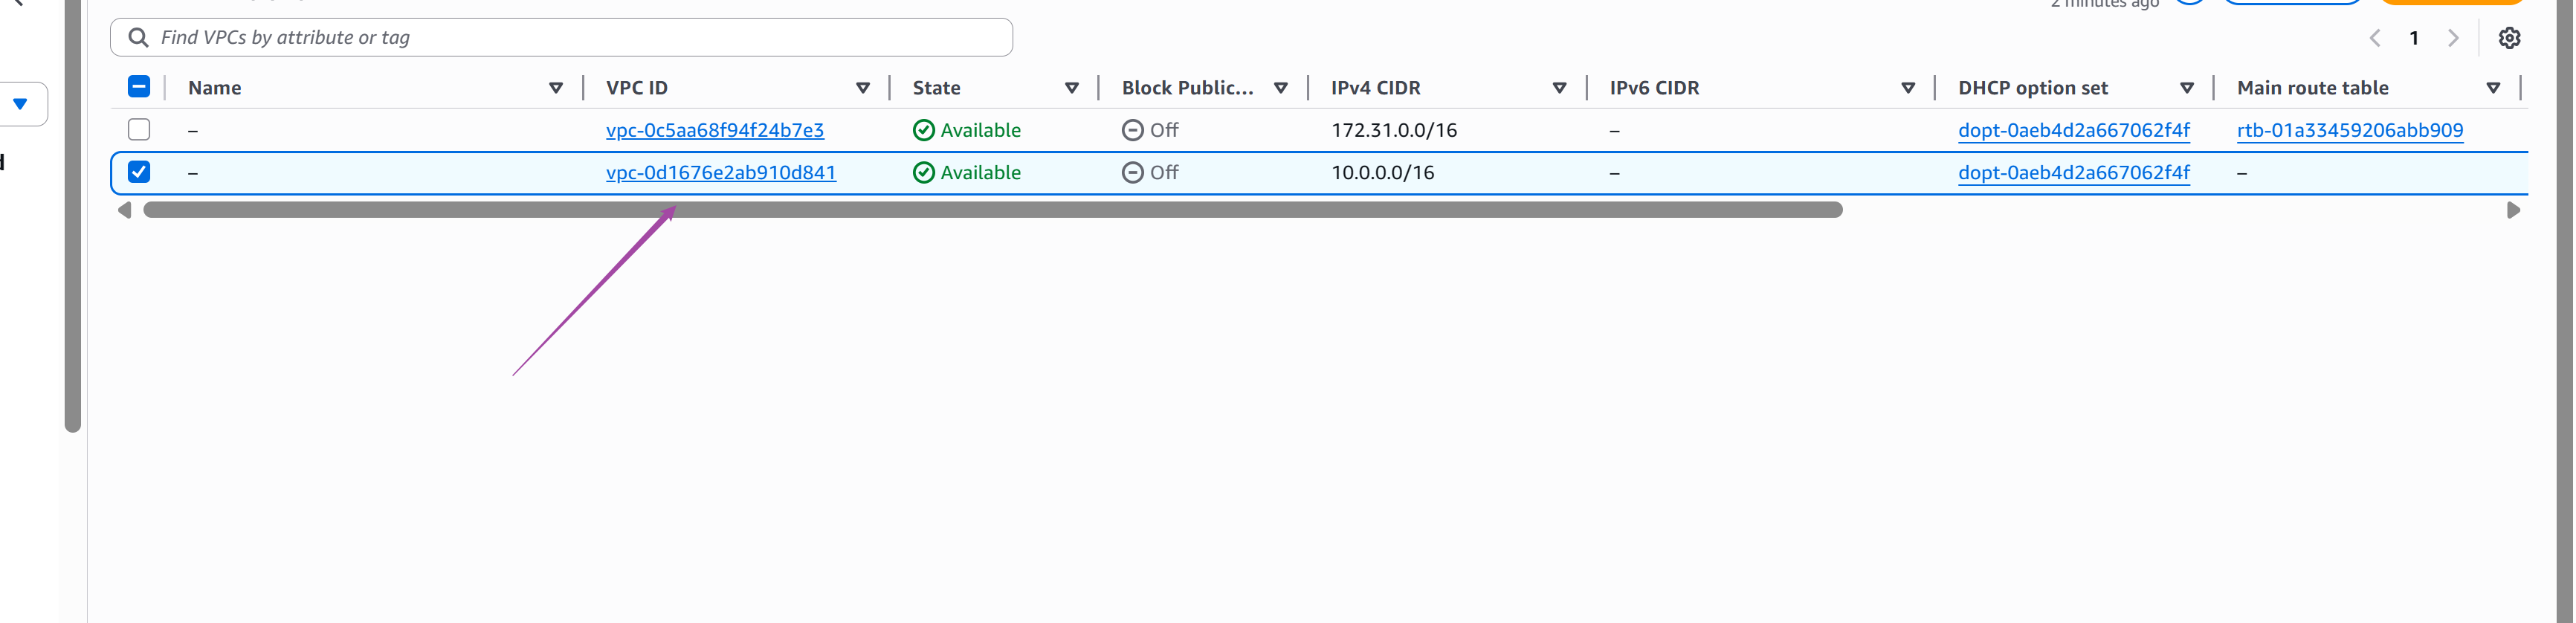 2 minutes ago
Find VPCs by attribute or tag
1
Name VPC ID State Block Public... IPv4 CIDR IPv6 CIDR DHCP option set Main route table
– vpc-0c5aa68f94f24b7e3 Available Off 172.31.0.0/16 – dopt-0aeb4d2a667062f4f rtb-01a33459206abb909
– vpc-0d1676e2ab910d841 Available Off 10.0.0.0/16 – dopt-0aeb4d2a667062f4f –